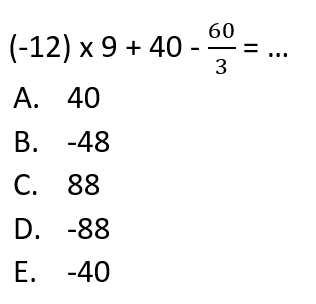 (-12) x 9 + 40 - 60/3 = ...
A. 40
B. -48
C. 88
D. -88
E. -40